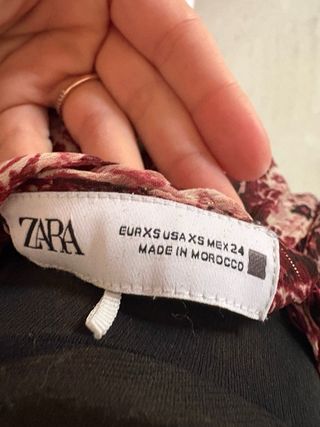 ZARA
EUR XS USA XS MEX 24
MADE IN MOROCCO